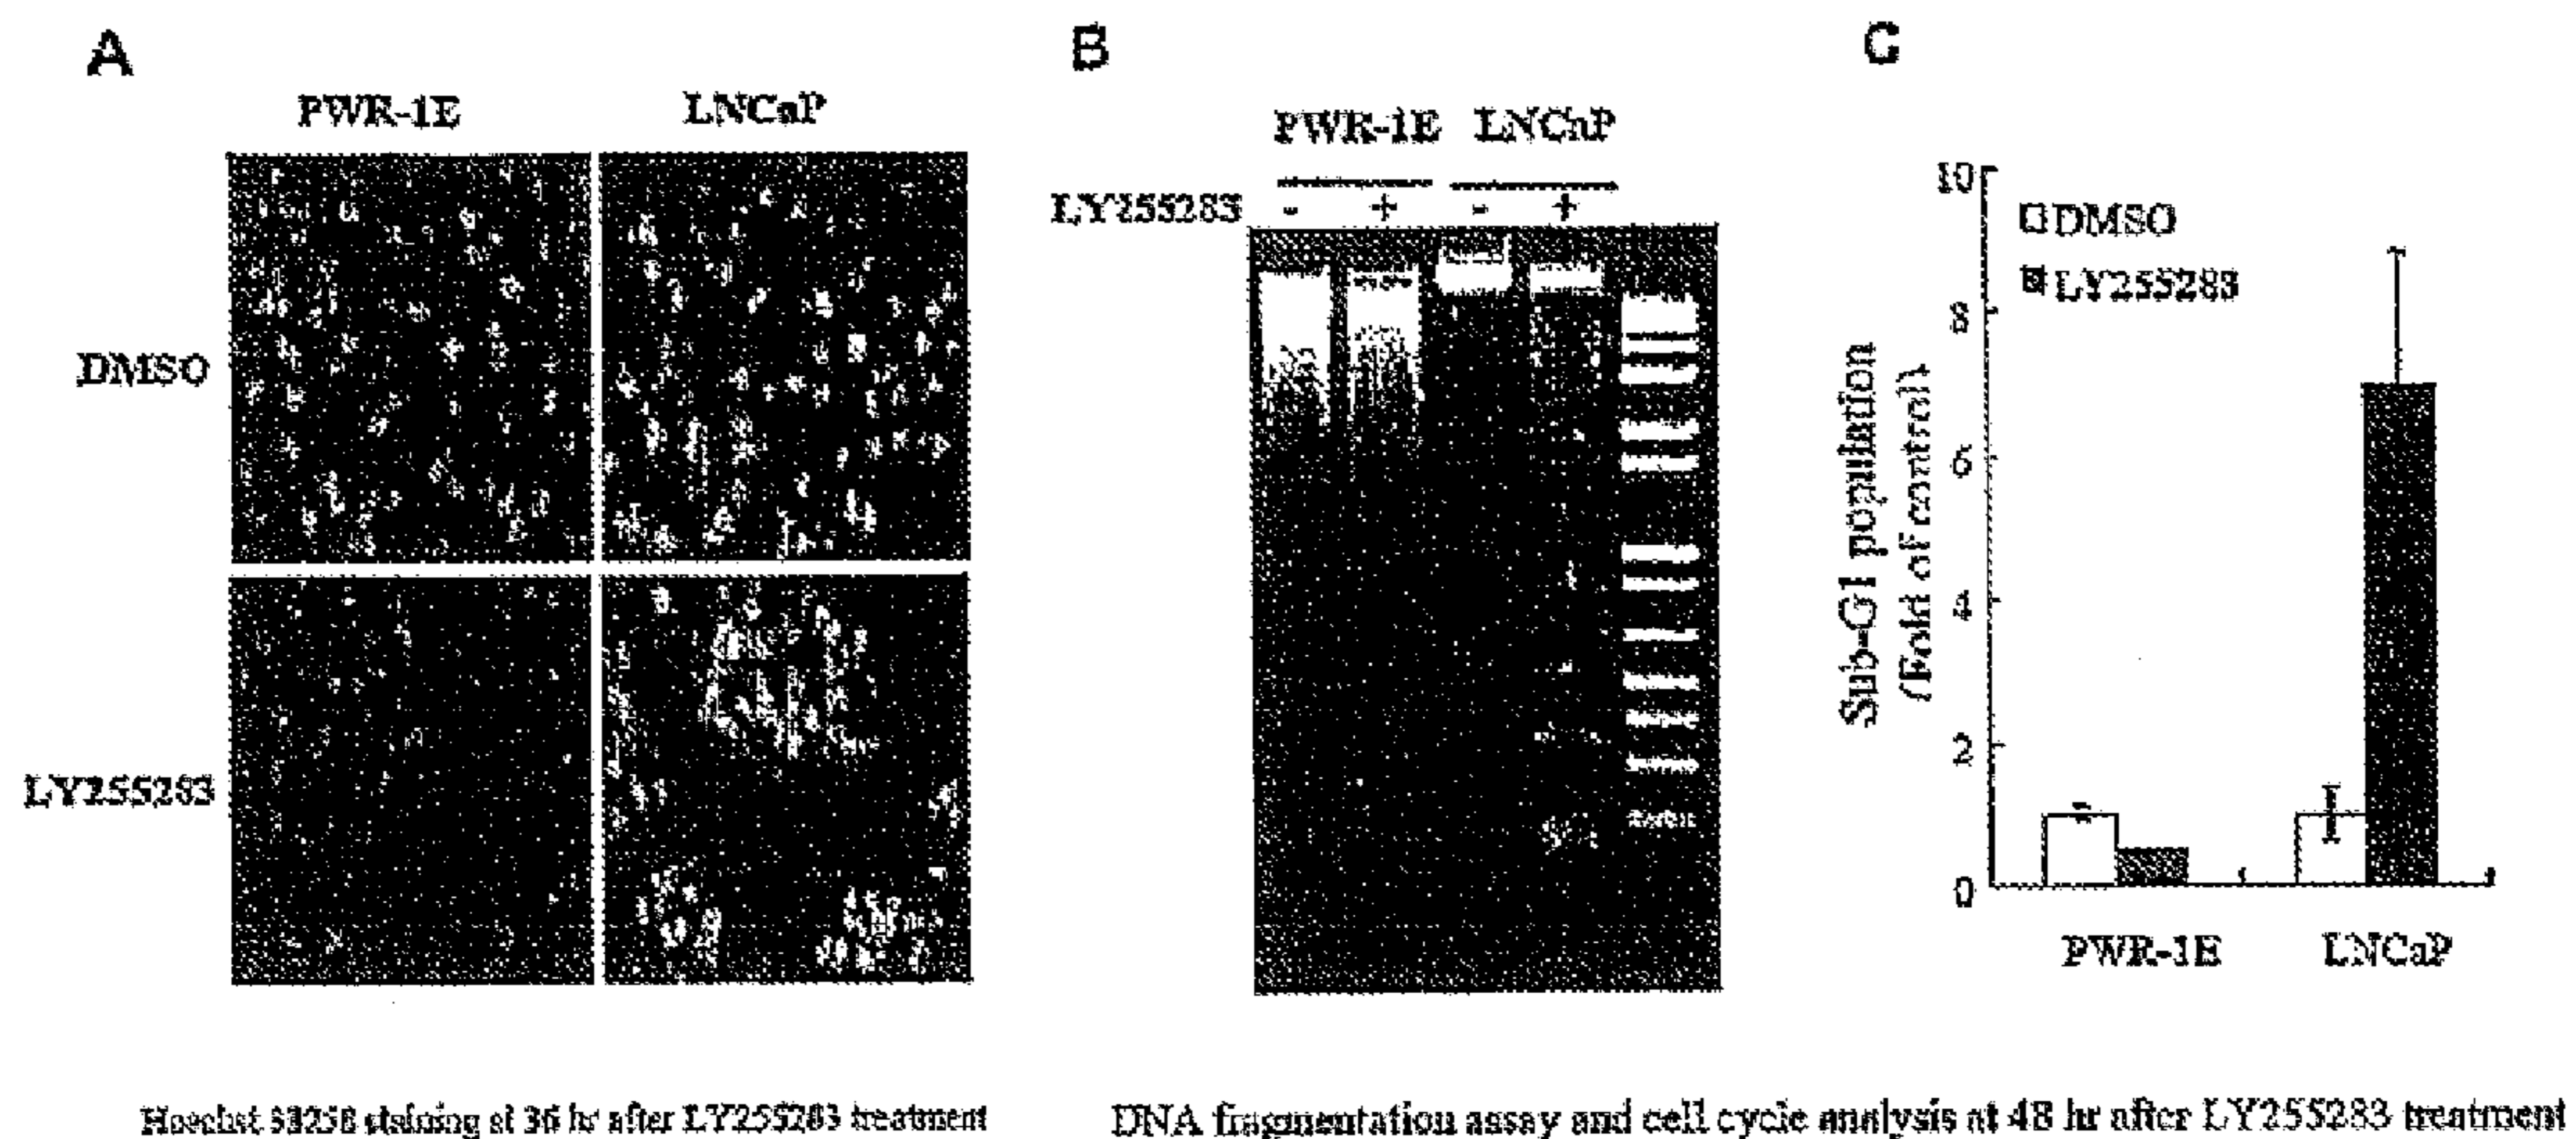 A
PWR-1E LNCaP
DMSO
LY255283
Hoechst 33258 staining at 36 hr after LY255283 treatment
B
PWR-1E LNCaP
LY255283 - + - +
C
10
8
6
4
2
0
DMSO
LY255283
Sub-G1 population
(Fold of control)
PWR-1E LNCaP
DNA fragmentation assay and cell cycle analysis at 48 hr after LY255283 treatment